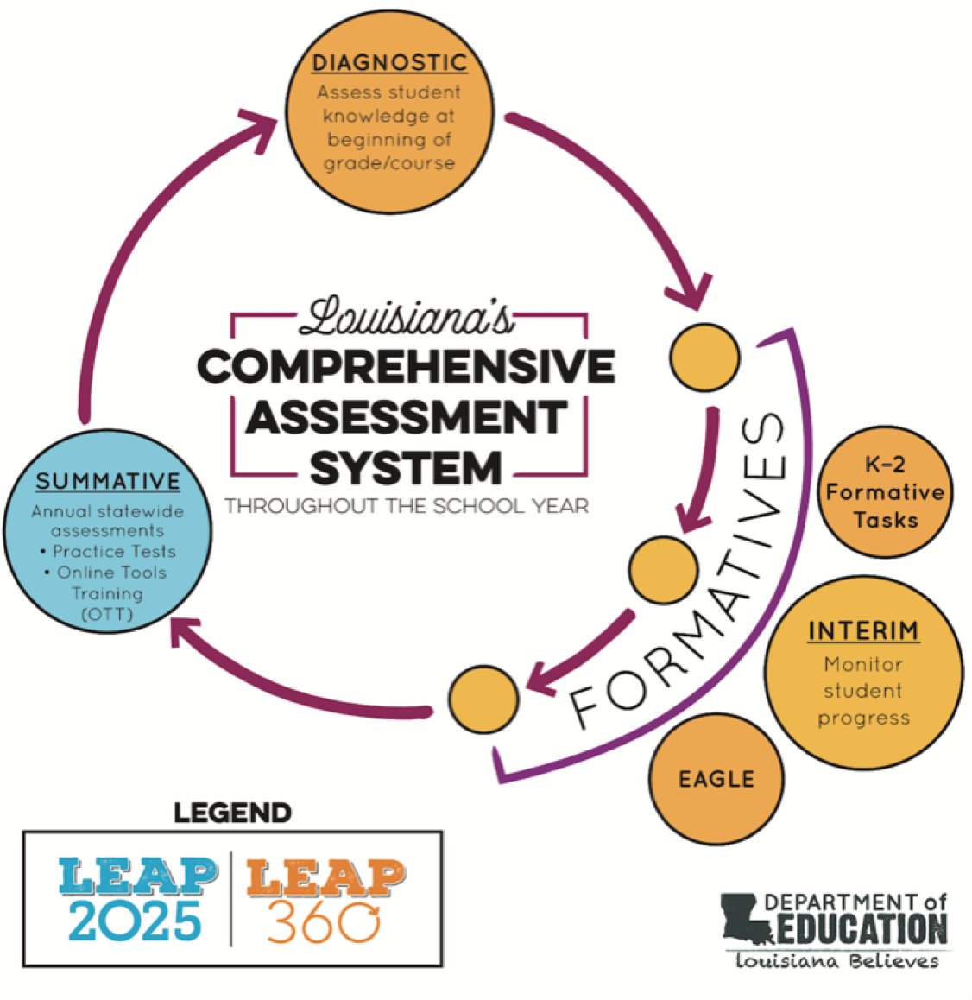 DIAGNOSTIC
Assess student
knowledge at
beginning of
grade/course
Louisiana's
COMPREHENSIVE
ASSESSMENT
SYSTEM
THROUGHOUT THE SCHOOL YEAR
SUMMATIVE
Annual statewide
assessments
• Practice Tests
• Online Tools
Training
(OTT)
FORMATIVES
K–2
Formative
Tasks
INTERIM
Monitor
student
progress
EAGLE
LEGEND
LEAP
2025
LEAP
360
DEPARTMENT of
EDUCATION
Louisiana Believes